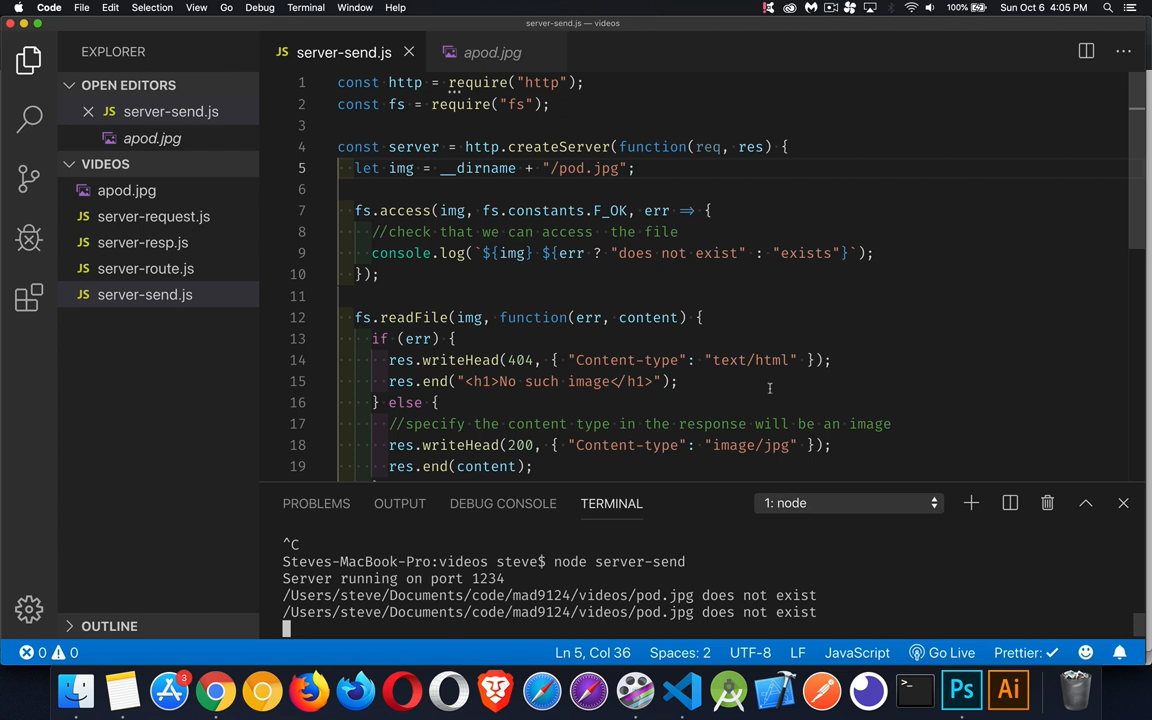 Code File Edit Selection View Go Debug Terminal Window Help 100% Sun Oct 6 4:05 PM
server-send.js — videos
EXPLORER
JS server-send.js
apod.jpg
OPEN EDITORS
JS server-send.js
apod.jpg
VIDEOS
apod.jpg
JS server-request.js
JS server-resp.js
JS server-route.js
JS server-send.js
OUTLINE
1 const http = require("http");
2 const fs = require("fs");
3
4 const server = http.createServer(function(req, res) {
5 let img = __dirname + "/pod.jpg";
6
7 fs.access(img, fs.constants.F_OK, err => {
8 //check that we can access the file
9 console.log(`${img} ${err ? "does not exist" : "exists"}`);
10 });
11
12 fs.readFile(img, function(err, content) {
13 if (err) {
14 res.writeHead(404, { "Content-type": "text/html" });
15 res.end("<h1>No such image</h1>");
16 } else {
17 //specify the content type in the response will be an image
18 res.writeHead(200, { "Content-type": "image/jpg" });
19 res.end(content);
PROBLEMS OUTPUT DEBUG CONSOLE TERMINAL 1: node
^C
Steves-MacBook-Pro:videos steve$ node server-send
Server running on port 1234
/Users/steve/Documents/code/mad9124/videos/pod.jpg does not exist
/Users/steve/Documents/code/mad9124/videos/pod.jpg does not exist
0 0 Ln 5, Col 36 Spaces: 2 UTF-8 LF JavaScript Go Live Prettier: ✓
3 >_ Ps Ai